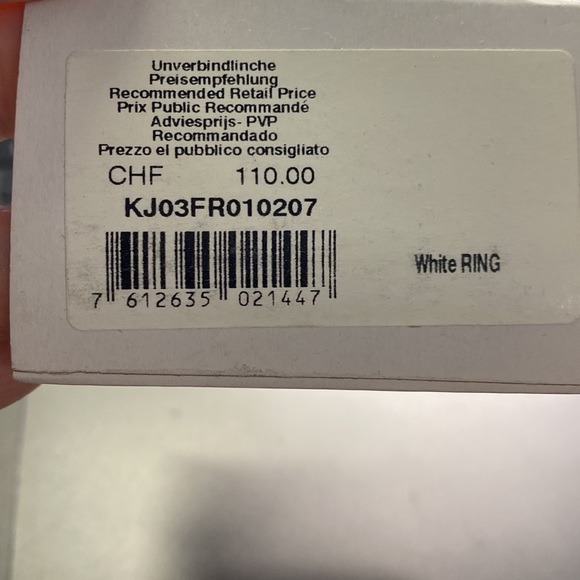 Unverbindlinche
Preisempfehlung
Recommended Retail Price
Prix Public Recommandé
Adviesprijs- PVP
Recommandado
Prezzo el pubblico consigliato
CHF 110.00
KJ03FR010207
7 612635 021447
White RING